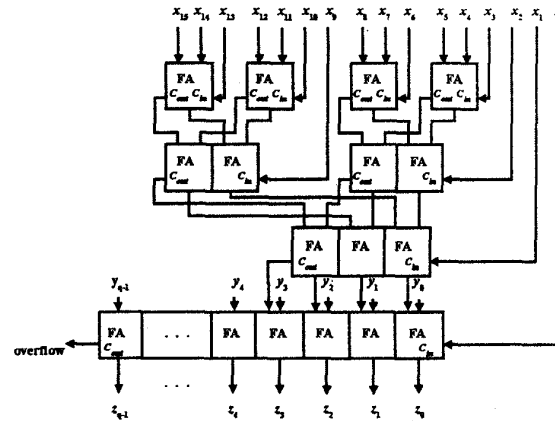 x15 x14 x13 x12 x11 x10 x9 x8 x7 x6 x5 x4 x3 x2 x1
FA FA FA FA
Cout Cin Cout Cin Cout Cin Cout Cin
FA FA FA FA
Cout Cin Cout Cin
FA FA FA
Cout Cin
yq-1 y4 y3 y2 y1 y0
FA . . . FA FA FA FA FA
Cout Cin
overflow
. . .
zq-1 z4 z3 z2 z1 z0